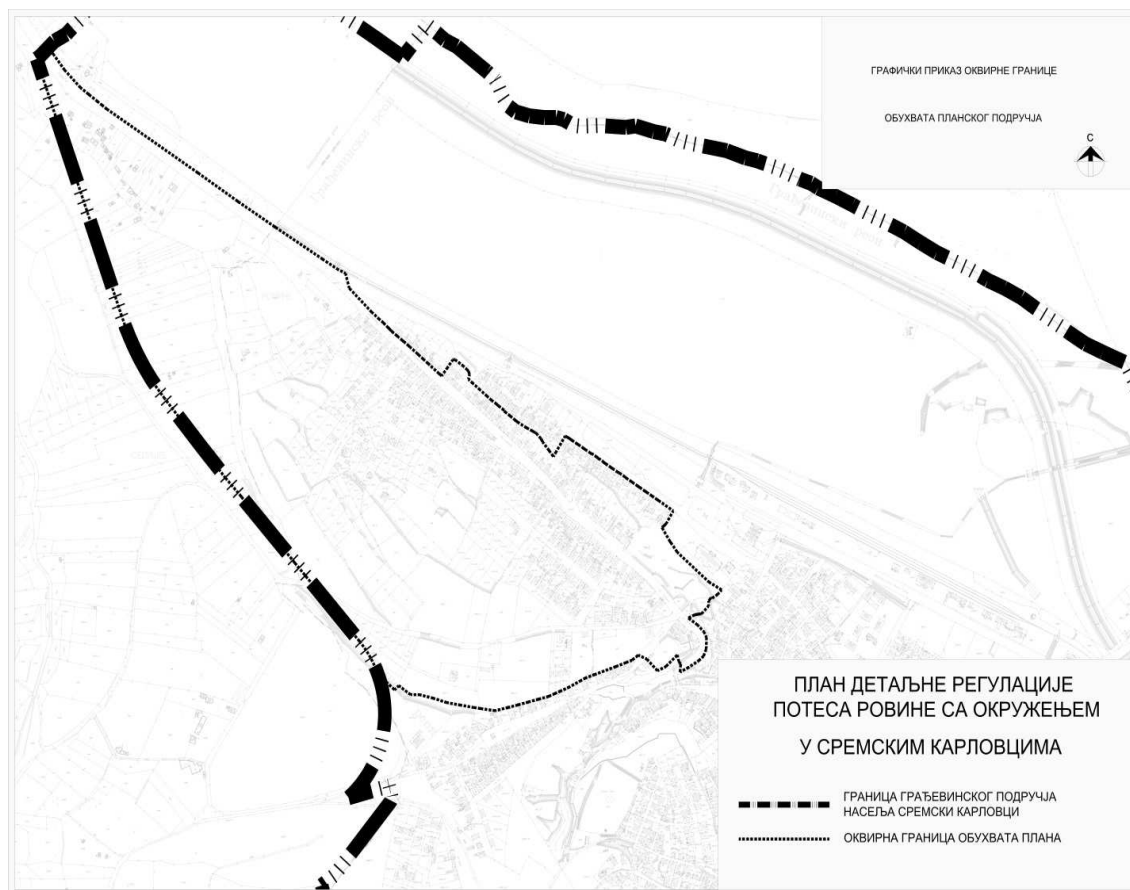 ГРАФИЧКИ ПРИКАЗ ОКВИРНЕ ГРАНИЦЕ
ОБУХВАТА ПЛАНСКОГ ПОДРУЧЈА
С
ПЛАН ДЕТАЉНЕ РЕГУЛАЦИЈЕ
ПОТЕСА РОВИНЕ СА ОКРУЖЕЊЕМ
У СРЕМСКИМ КАРЛОВЦИМА
ГРАНИЦА ГРАЂЕВИНСКОГ ПОДРУЧЈА
НАСЕЉА СРЕМСКИ КАРЛОВЦИ
ОКВИРНА ГРАНИЦА ОБУХВАТА ПЛАНА